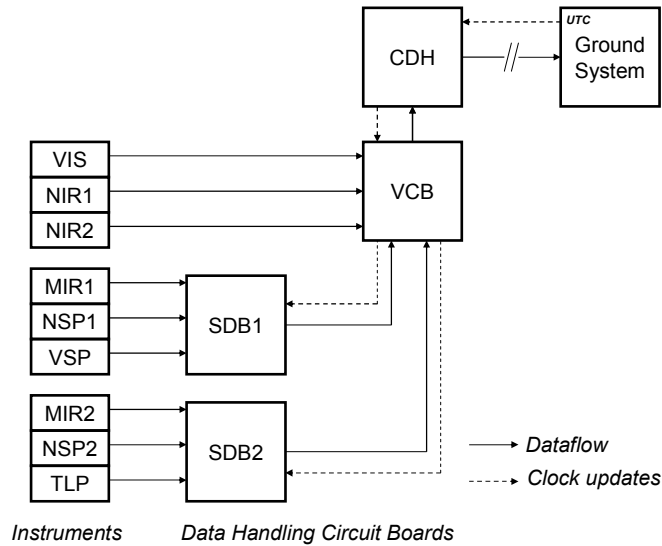 UTC
CDH
Ground
System
VIS
NIR1
NIR2
VCB
MIR1
NSP1
VSP
SDB1
MIR2
NSP2
TLP
SDB2
Dataflow
Clock updates
Instruments
Data Handling Circuit Boards